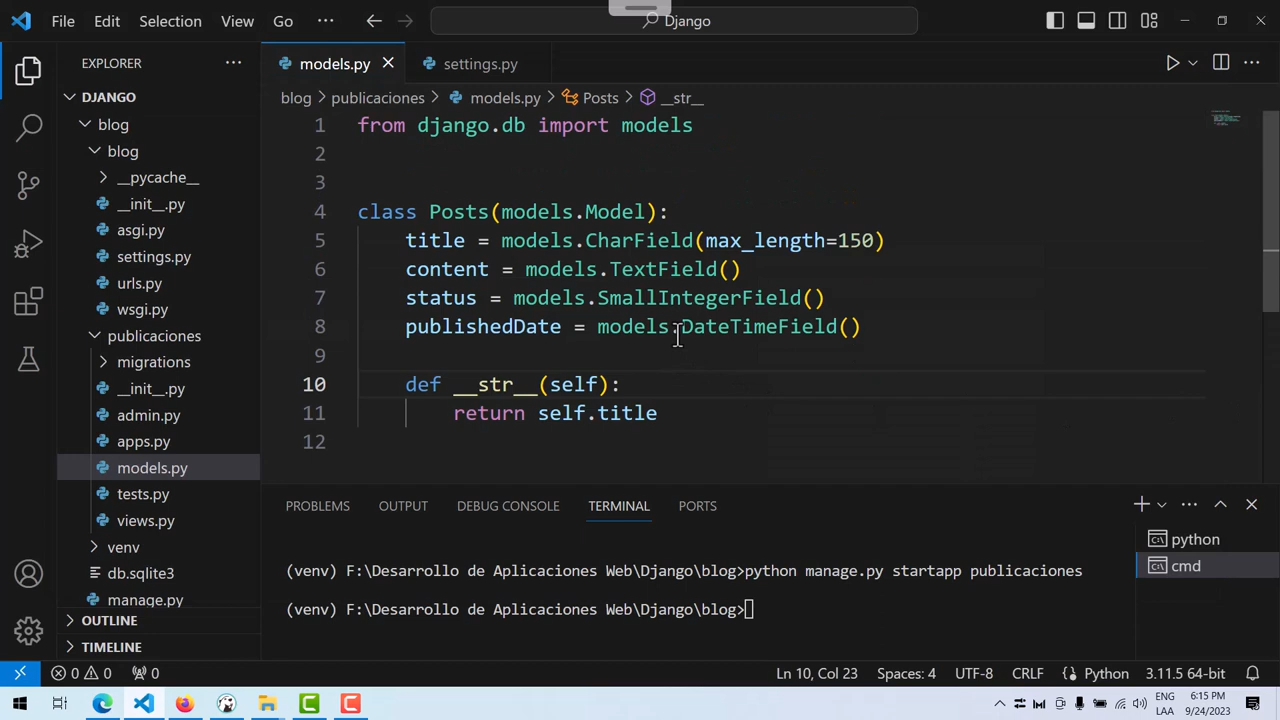 File Edit Selection View Go ··· Django
EXPLORER ···
models.py settings.py
blog > publicaciones > models.py > Posts > __str__
DJANGO
blog
blog
__pycache__
__init__.py
asgi.py
settings.py
urls.py
wsgi.py
publicaciones
migrations
__init__.py
admin.py
apps.py
models.py
tests.py
views.py
venv
db.sqlite3
manage.py
OUTLINE
TIMELINE
1 from django.db import models
2
3
4 class Posts(models.Model):
5 title = models.CharField(max_length=150)
6 content = models.TextField()
7 status = models.SmallIntegerField()
8 publishedDate = models.DateTimeField()
9
10 def __str__(self):
11 return self.title
12
PROBLEMS OUTPUT DEBUG CONSOLE TERMINAL PORTS
(venv) F:\Desarrollo de Aplicaciones Web\Django\blog>python manage.py startapp publicaciones
(venv) F:\Desarrollo de Aplicaciones Web\Django\blog>
python
cmd
0 0 0 Ln 10, Col 23 Spaces: 4 UTF-8 CRLF Python 3.11.5 64-bit
ENG 6:15 PM
LAA 9/24/2023